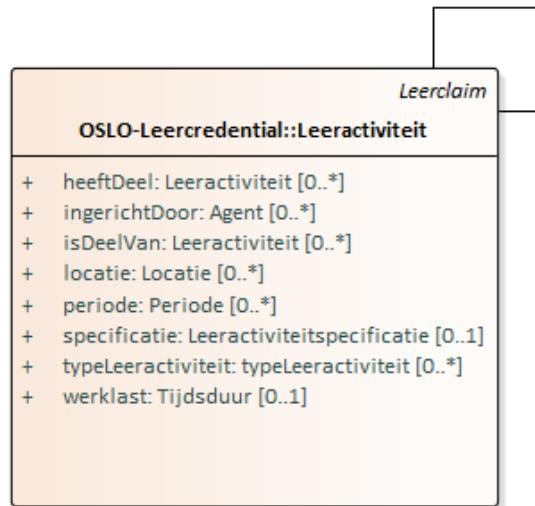 Leerclaim
OSLO-Leercredential::Leeractiviteit
+ heeftDeel: Leeractiviteit [0..*]
+ ingerichtDoor: Agent [0..*]
+ isDeelVan: Leeractiviteit [0..*]
+ locatie: Locatie [0..*]
+ periode: Periode [0..*]
+ specificatie: Leeractiviteitspecificatie [0..1]
+ typeLeeractiviteit: typeLeeractiviteit [0..*]
+ werklast: Tijdsduur [0..1]